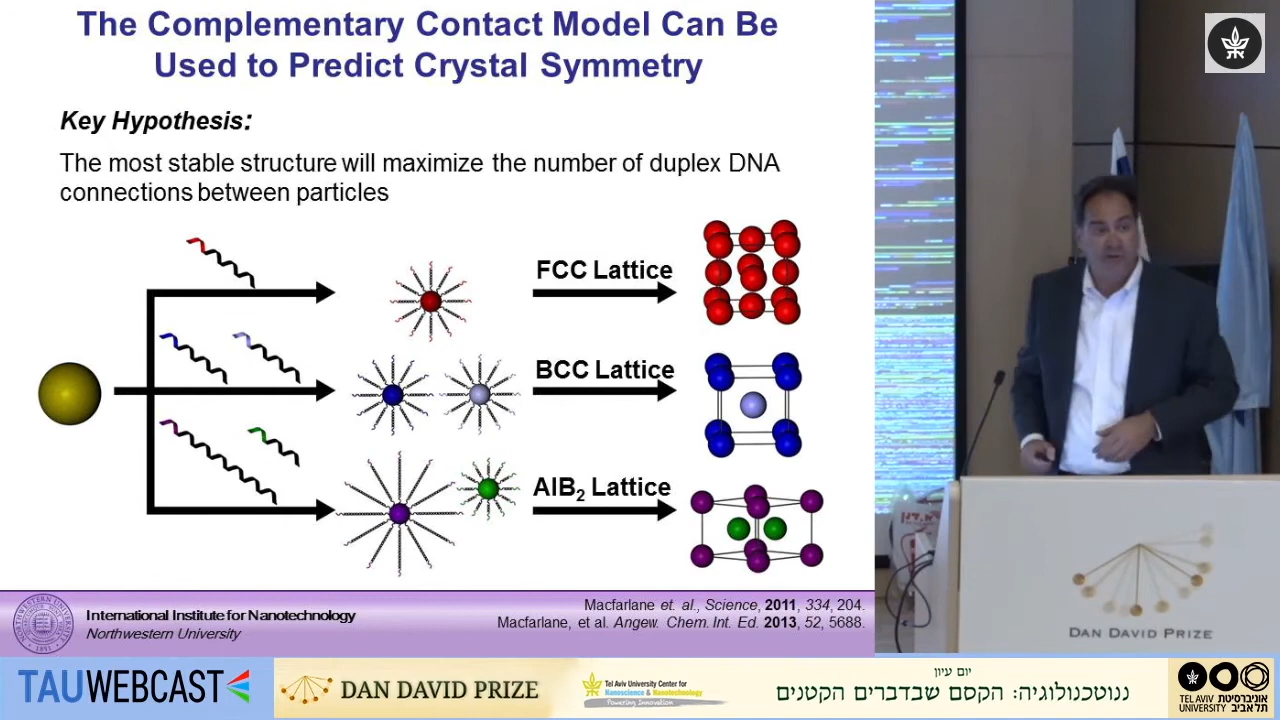 The Complementary Contact Model Can Be
Used to Predict Crystal Symmetry
Key Hypothesis:
The most stable structure will maximize the number of duplex DNA
connections between particles
FCC Lattice
BCC Lattice
AlB2 Lattice
International Institute for Nanotechnology
Northwestern University
Macfarlane et. al., Science, 2011, 334, 204.
Macfarlane, et al. Angew. Chem. Int. Ed. 2013, 52, 5688.
DAN DAVID PRIZE
TAUWEBCAST
DAN DAVID PRIZE
Tel Aviv University Center for
Nanoscience & Nanotechnology
Powering Innovation
יום עיון
ננוטכנולוגיה: הקסם שבדברים הקטנים
TEL AVIV
UNIVERSITY
אוניברסיטת
תל אביב